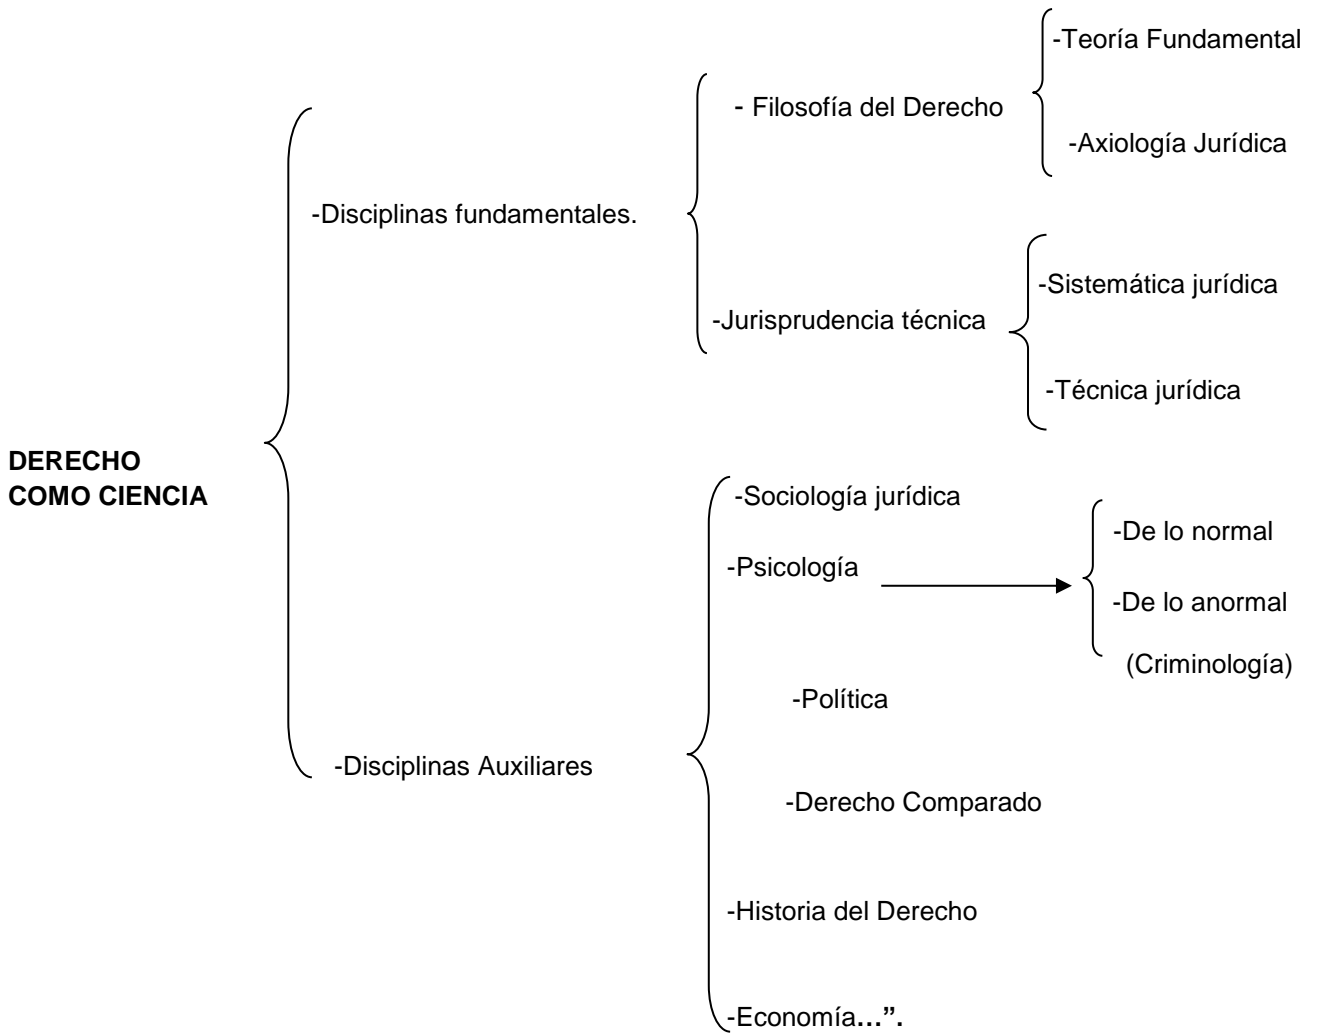 DERECHO
COMO CIENCIA
-Disciplinas fundamentales.
- Filosofía del Derecho
-Teoría Fundamental
-Axiología Jurídica
-Jurisprudencia técnica
-Sistemática jurídica
-Técnica jurídica
-Disciplinas Auxiliares
-Sociología jurídica
-Psicología
-De lo normal
-De lo anormal
(Criminología)
-Política
-Derecho Comparado
-Historia del Derecho
-Economía…”.